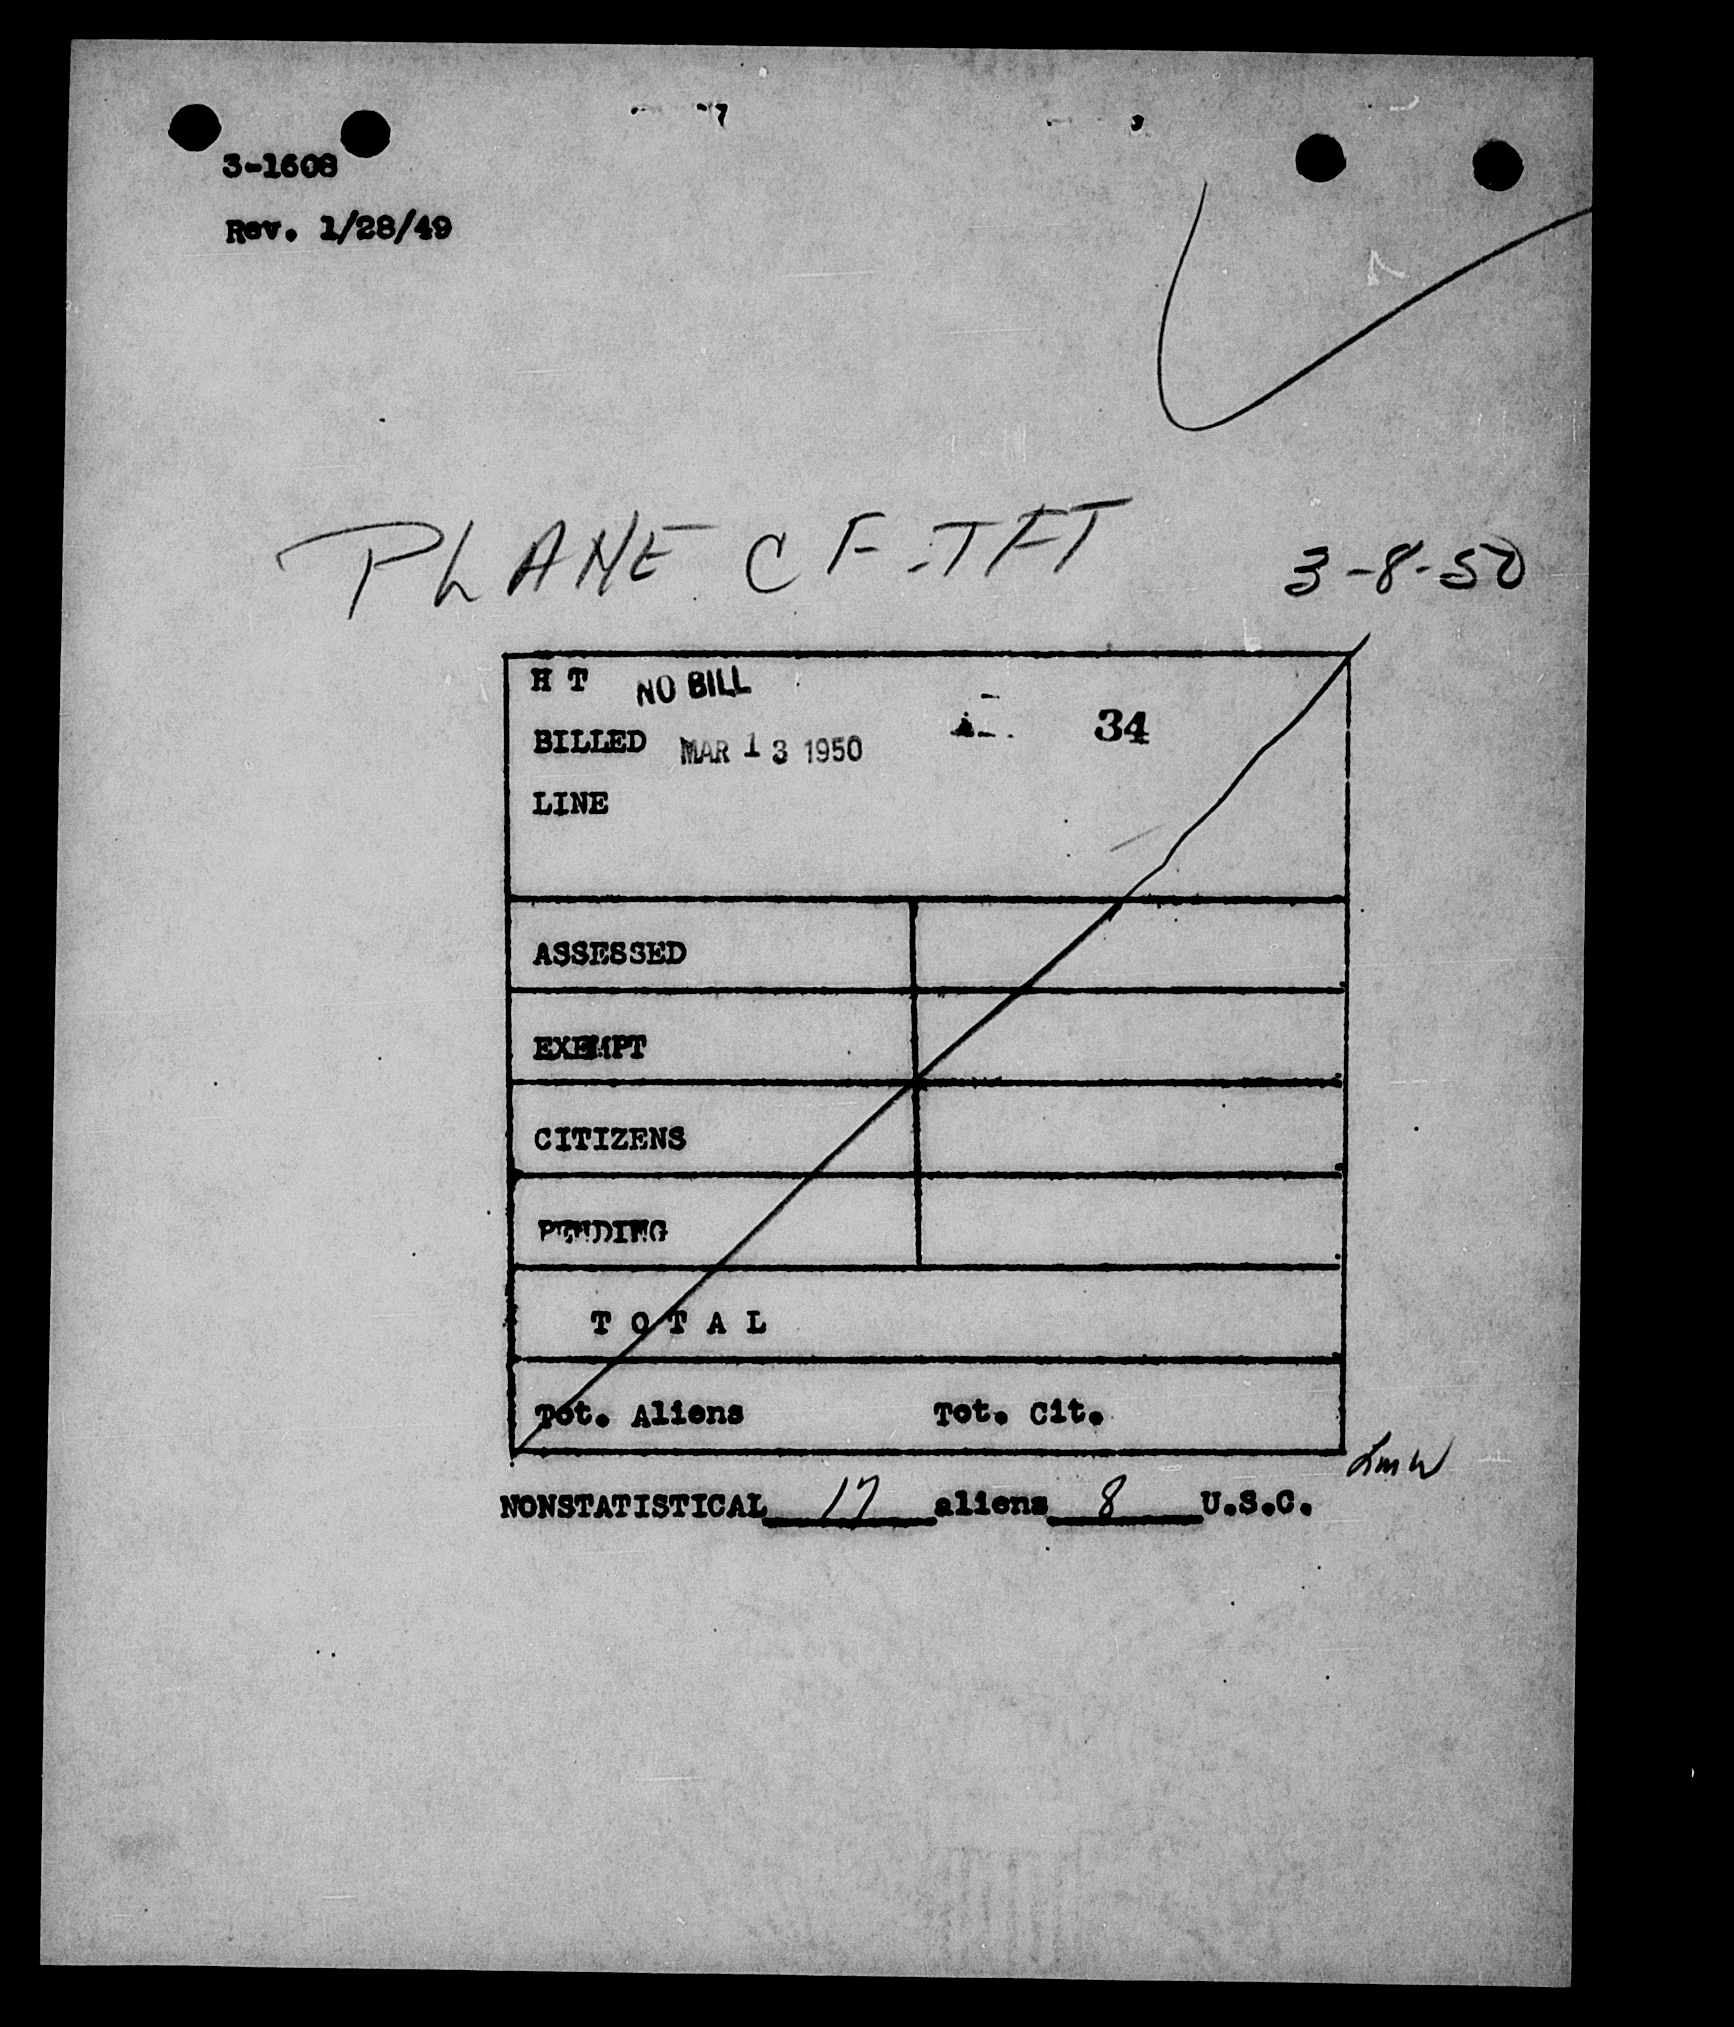 3-1608
Rev. 1/28/49
PLANE CF-TFT 3-8-50
H T NO BILL
BILLED MAR 13 1950 34
LINE
ASSESSED
EXEMPT
CITIZENS
PENDING
T O T A L
Tot. Aliens Tot. Cit.
LMW
NONSTATISTICAL 17 aliens 8 U.S.C.